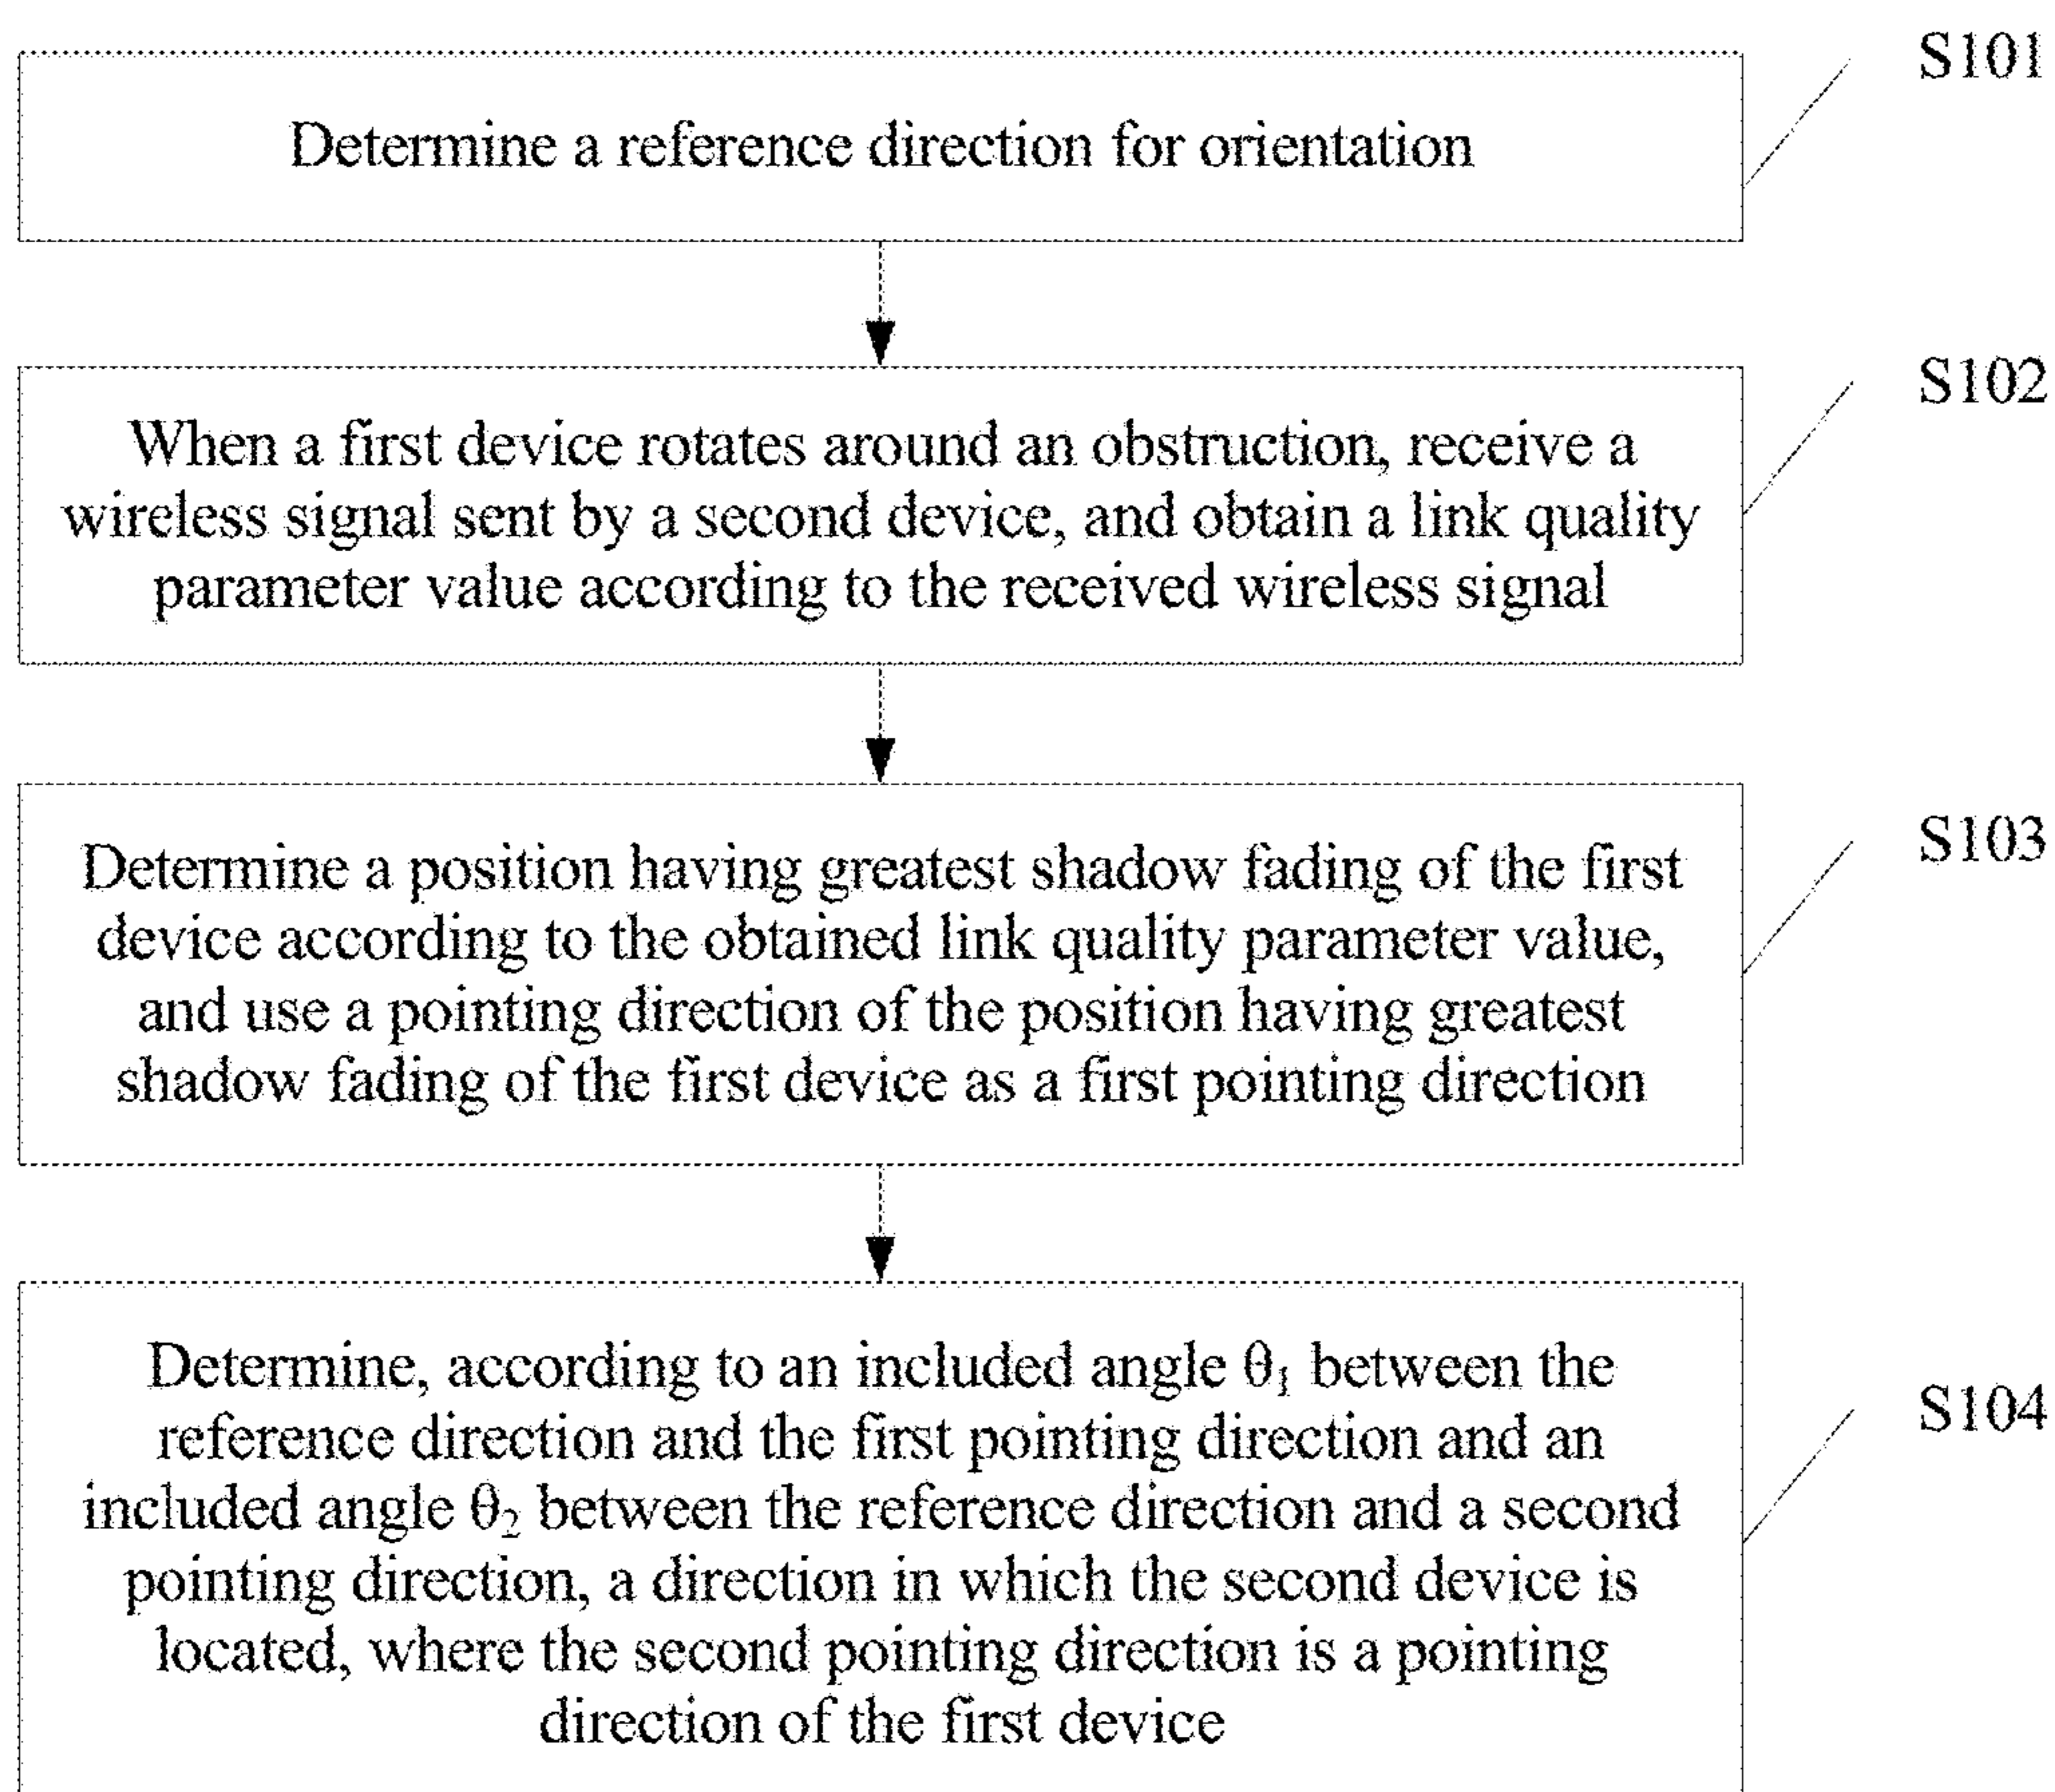 S101
Determine a reference direction for orientation
S102
When a first device rotates around an obstruction, receive a
wireless signal sent by a second device, and obtain a link quality
parameter value according to the received wireless signal
S103
Determine a position having greatest shadow fading of the first
device according to the obtained link quality parameter value,
and use a pointing direction of the position having greatest
shadow fading of the first device as a first pointing direction
S104
Determine, according to an included angle θ₁ between the
reference direction and the first pointing direction and an
included angle θ₂ between the reference direction and a second
pointing direction, a direction in which the second device is
located, where the second pointing direction is a pointing
direction of the first device